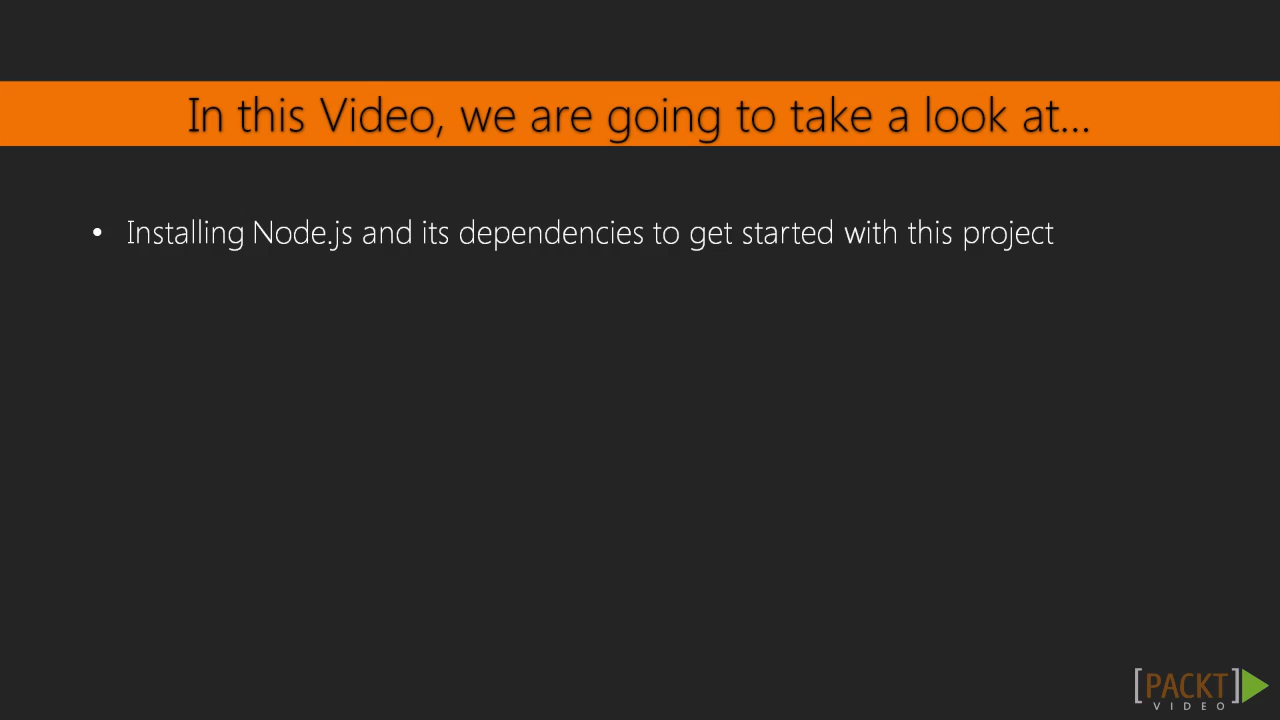 In this Video, we are going to take a look at...
• Installing Node.js and its dependencies to get started with this project
[PACKT]
VIDEO